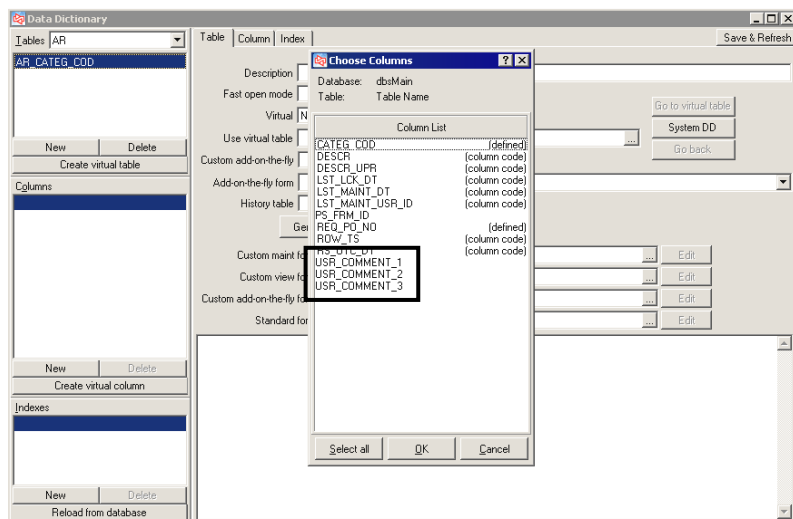 Data Dictionary
Tables AR
AR_CATEG_COD
New Delete
Create virtual table
Columns
New Delete
Create virtual column
Indexes
New Delete
Reload from database
Table Column Index
Save & Refresh
Description
Fast open mode
Virtual N
Use virtual table ...
Custom add-on-the-fly
Add-on-the-fly form
History table
Ge
Go to virtual table
System DD
Go back
Custom maint fo ... Edit
Custom view fo ... Edit
Custom add-on-the-fly fo ... Edit
Standard for ... Edit
Choose Columns
Database: dbsMain
Table: Table Name
Column List
CATEG_COD (defined)
DESCR (column code)
DESCR_UPR (column code)
LST_LCK_DT (column code)
LST_MAINT_DT (column code)
LST_MAINT_USR_ID (column code)
PS_FRM_ID
REQ_PO_NO (defined)
ROW_TS (column code)
RS_UTC_DT (column code)
USR_COMMENT_1
USR_COMMENT_2
USR_COMMENT_3
Select all OK Cancel